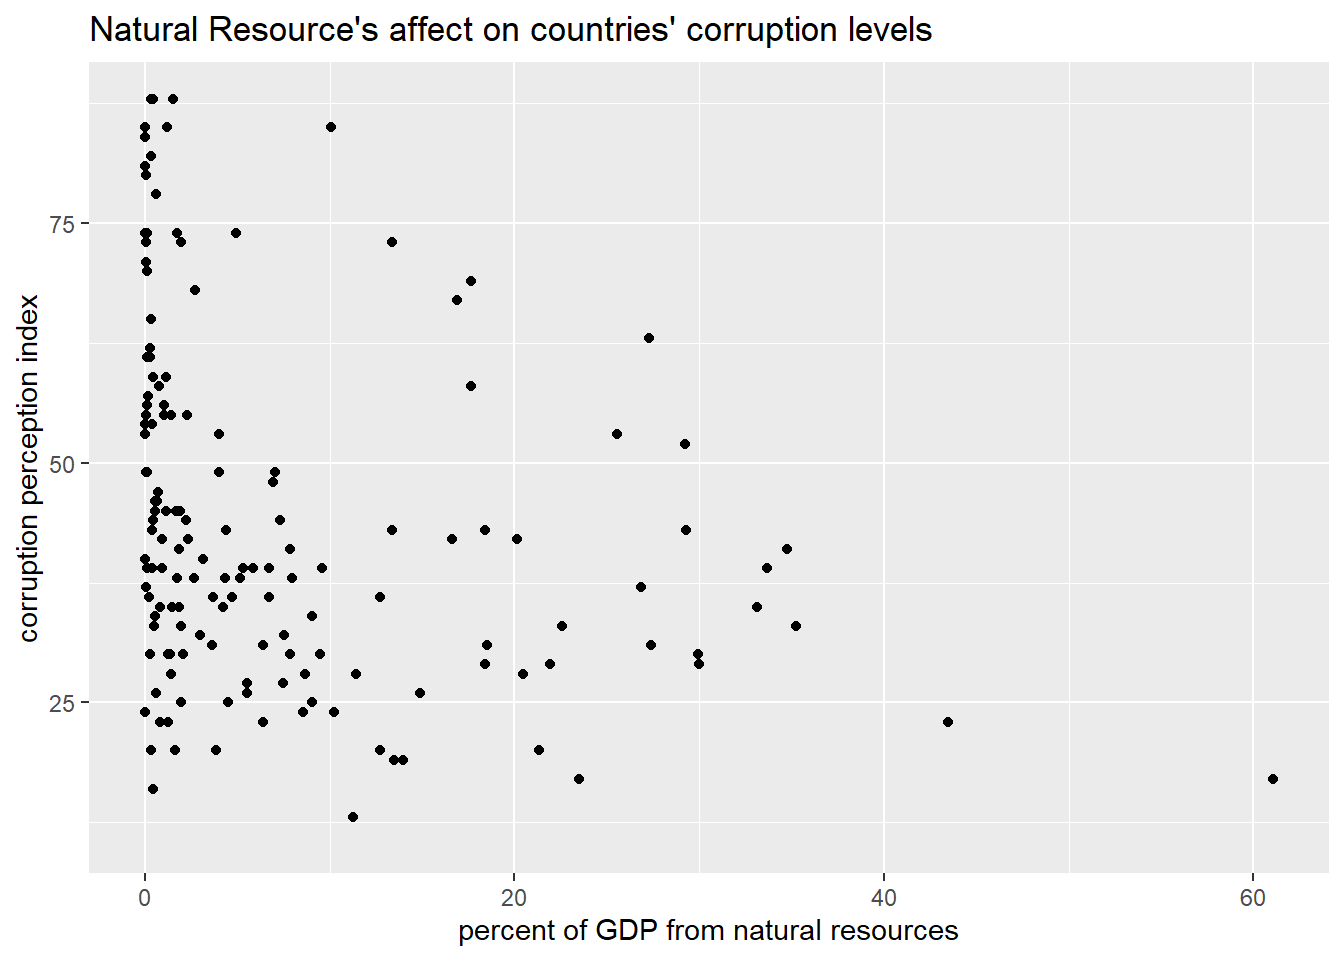 Natural Resource's affect on countries' corruption levels
corruption perception index
75
50
25
0
20
40
60
percent of GDP from natural resources